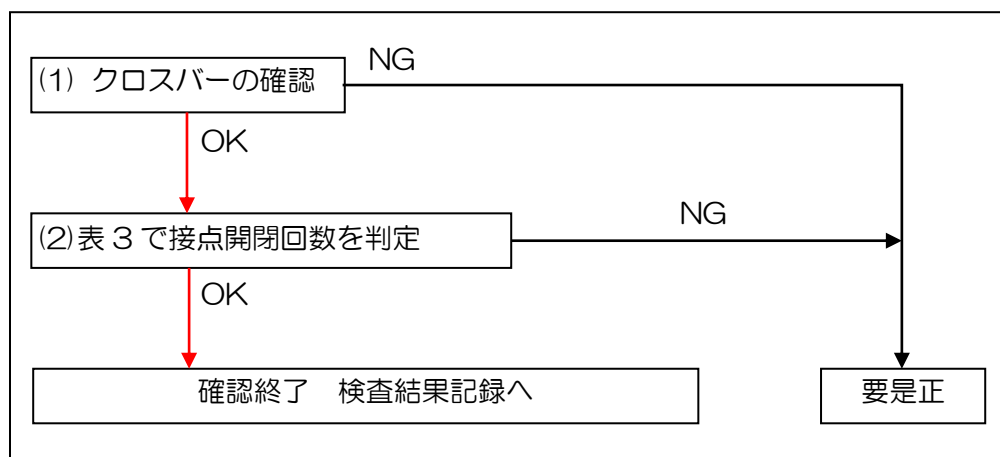 (1) クロスバーの確認
NG
OK
(2)表3で接点開閉回数を判定
NG
OK
確認終了　検査結果記録へ
要是正